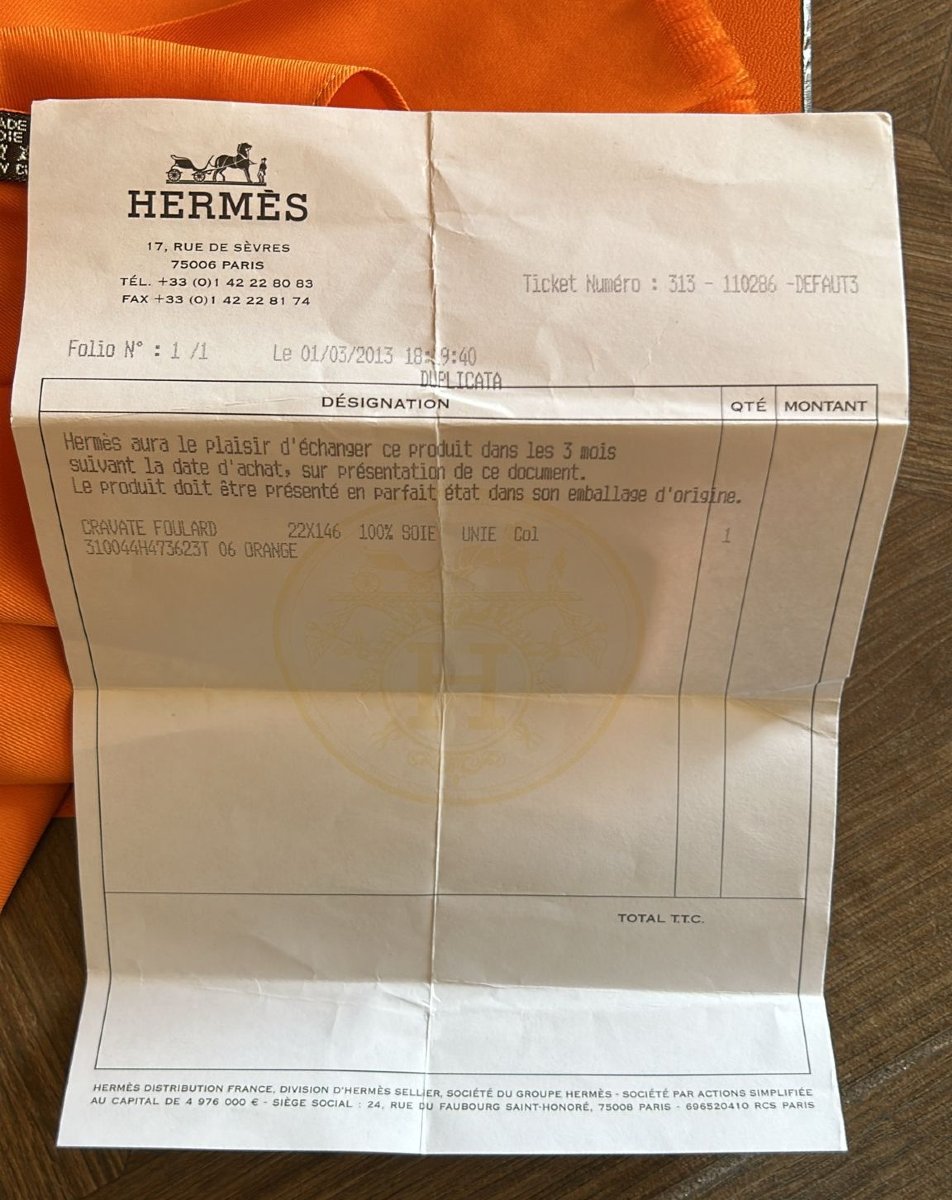 HERMÈS
17, RUE DE SÈVRES
75006 PARIS
TÉL. +33 (0)1 42 22 80 83
FAX +33 (0)1 42 22 81 74
Ticket Numéro : 313 - 110286 -DEFAUT3
Folio N° : 1 /1 Le 01/03/2013
DUPLICATA
DÉSIGNATION QTÉ MONTANT
Hermès aura le plaisir d'échanger ce produit dans les 3 mois
suivant la date d'achat, sur présentation de ce document.
Le produit doit être présenté en parfait état dans son emballage d'origine.
CRAVATE FOULARD 22X146 100% SOIE UNIE Col 1
310044H473623T 06 ORANGE
H
TOTAL T.T.C.
HERMÈS DISTRIBUTION FRANCE, DIVISION D'HERMÈS SELLIER, SOCIÉTÉ DU GROUPE HERMÈS - SOCIÉTÉ PAR ACTIONS SIMPLIFIÉE
AU CAPITAL DE 4 976 000 € - SIÈGE SOCIAL : 24, RUE DU FAUBOURG SAINT-HONORÉ, 75008 PARIS - 696520410 RCS PARIS